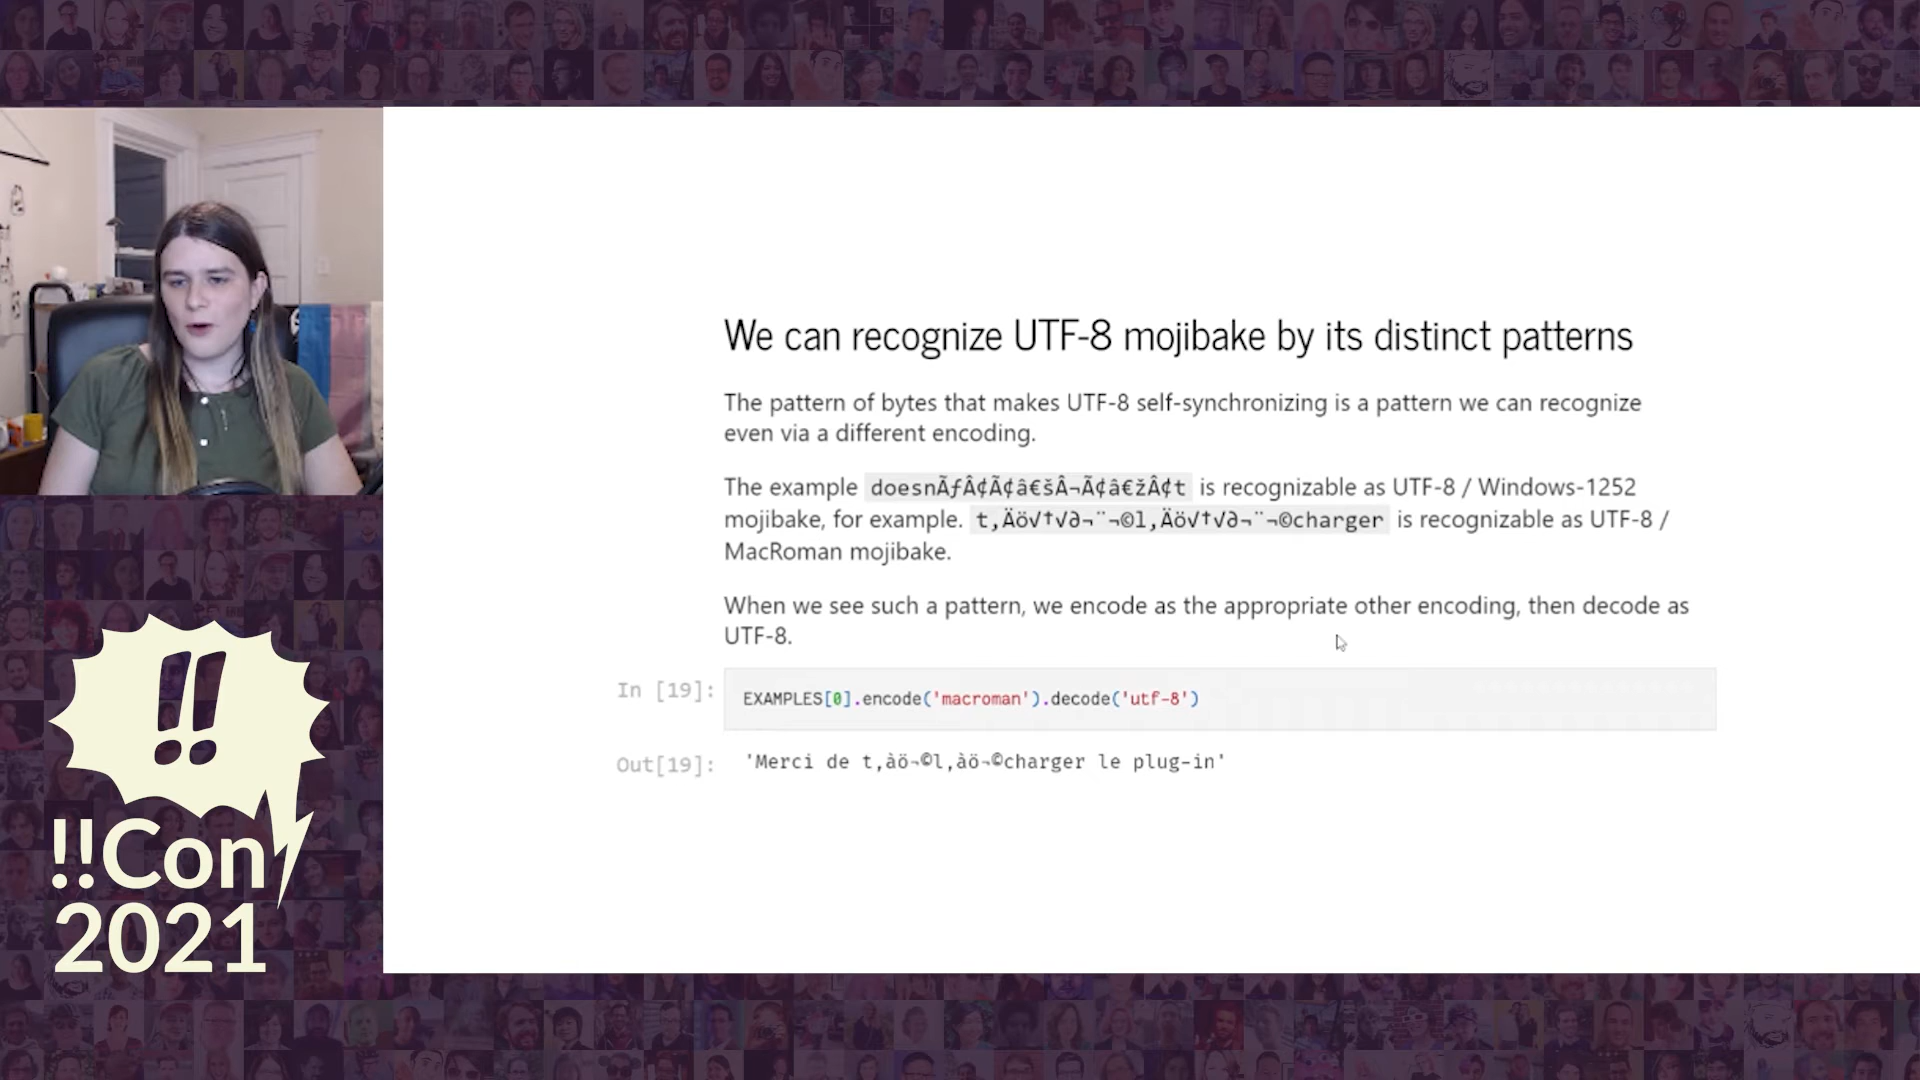 We can recognize UTF-8 mojibake by its distinct patterns
The pattern of bytes that makes UTF-8 self-synchronizing is a pattern we can recognize
even via a different encoding.
The example doesnÃƒÂ¢Ã¢â€šÂ¬Ã¢â€žÂ¢t is recognizable as UTF-8 / Windows-1252
mojibake, for example. t‚Äö√†√∂¬¨¬©l‚Äö√†√∂¬¨¬©charger is recognizable as UTF-8 /
MacRoman mojibake.
When we see such a pattern, we encode as the appropriate other encoding, then decode as
UTF-8.
In [19]: EXAMPLES[0].encode('macroman').decode('utf-8')
Out[19]: 'Merci de t‚àö¬©l‚àö¬©charger le plug-in'
!!
!!Con
2021